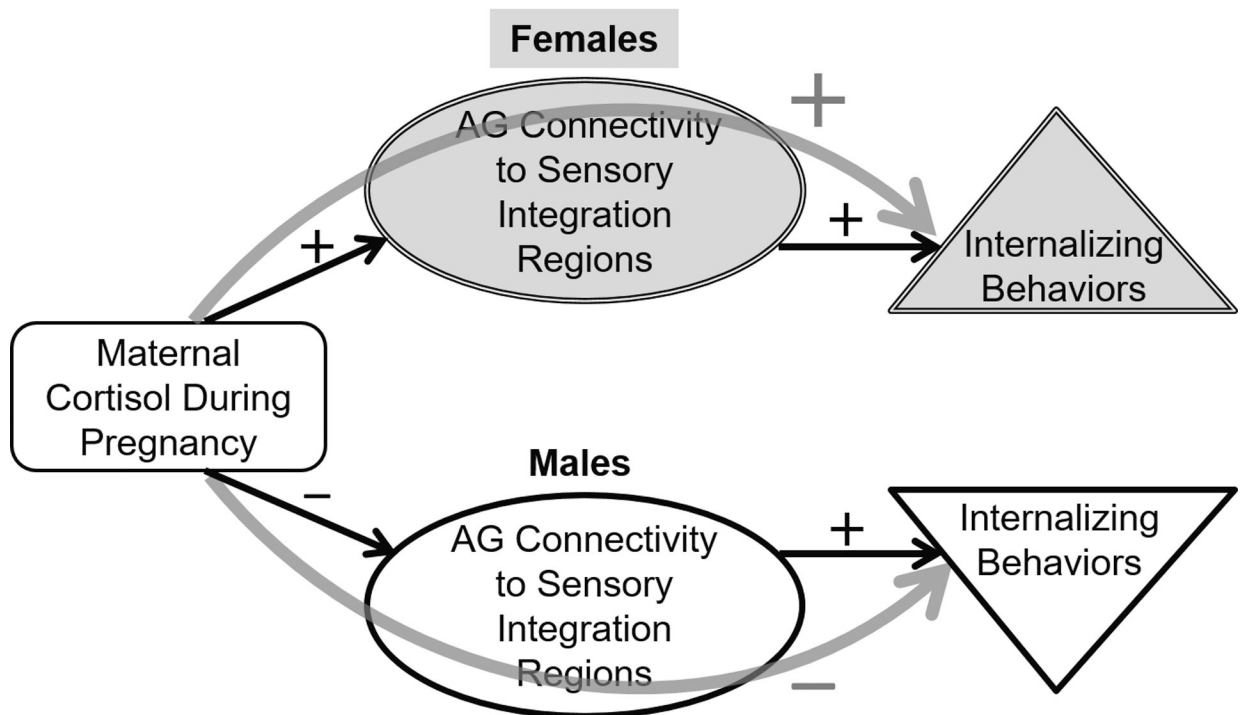 Females
+
AG Connectivity
to Sensory
Integration
Regions
+
+
Internalizing
Behaviors
Maternal
Cortisol During
Pregnancy
Males
−
AG Connectivity
to Sensory
Integration
Regions
+
−
Internalizing
Behaviors